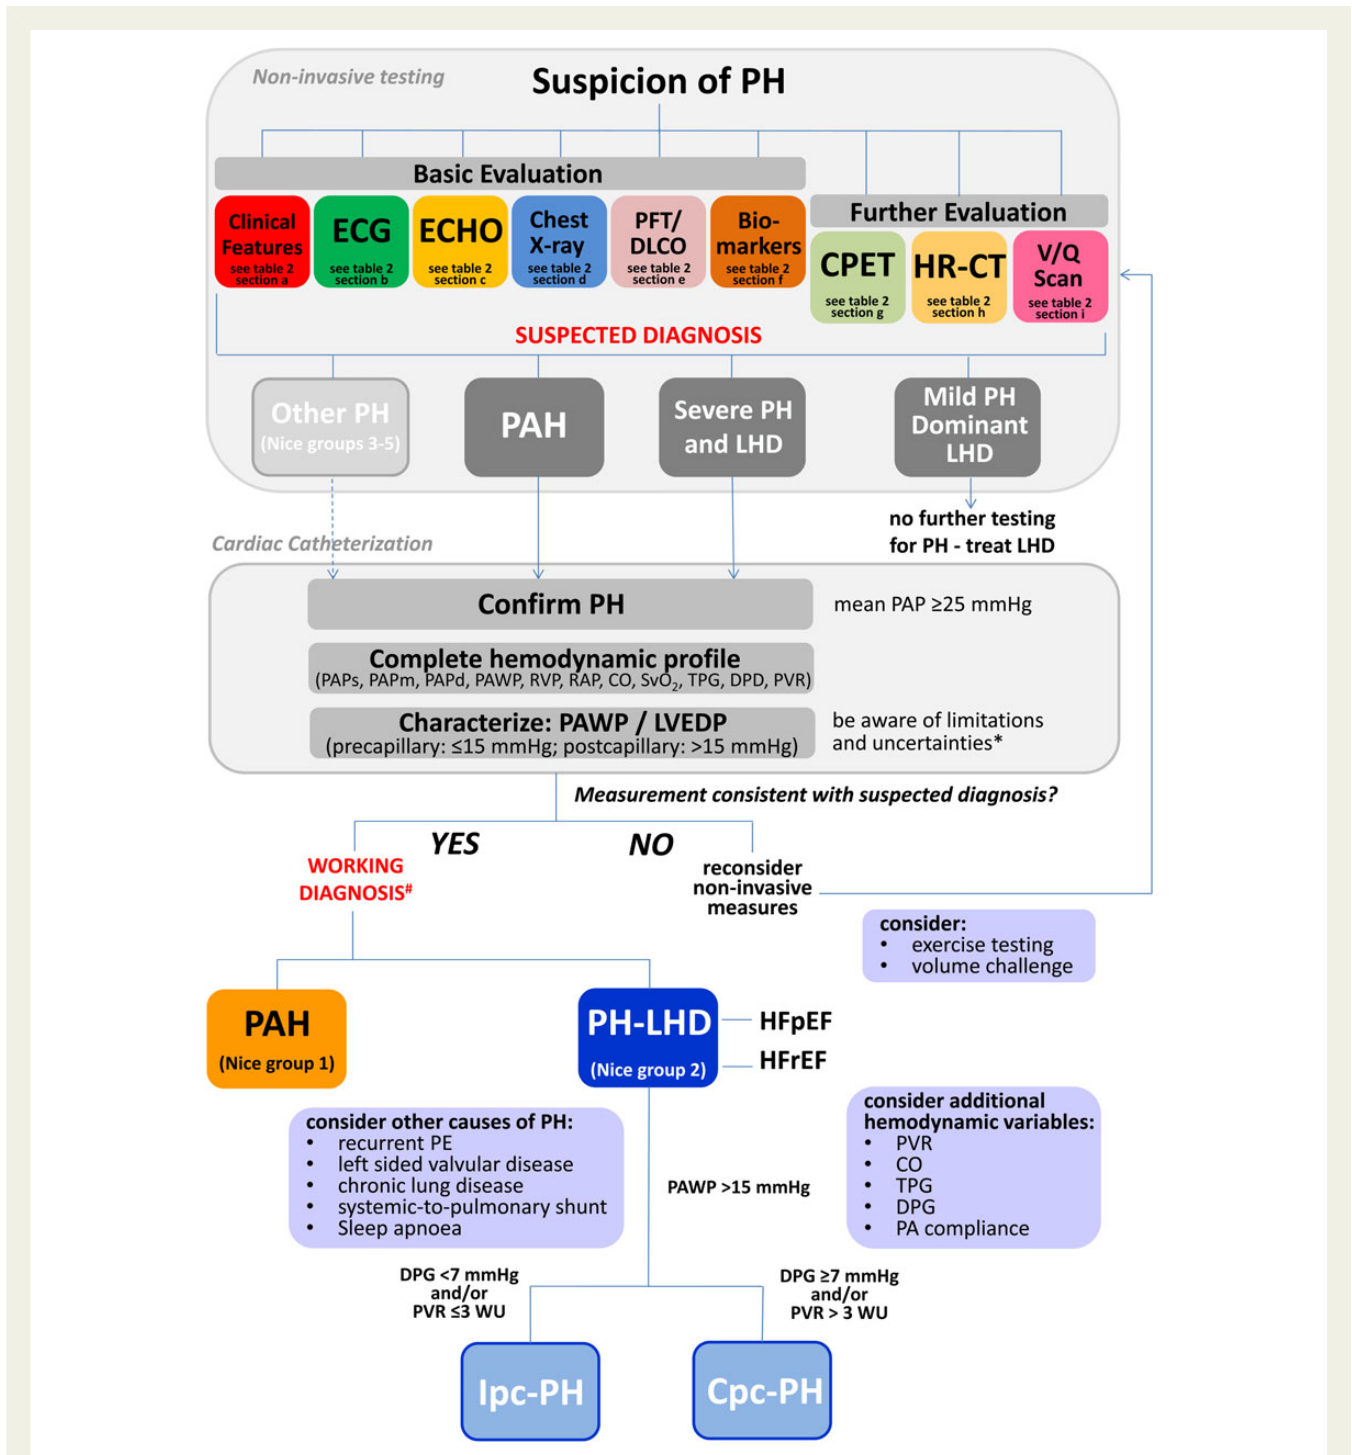 Non-invasive testing
Suspicion of PH
Basic Evaluation
Further Evaluation
Clinical
Features
see table 2
section a
ECG
see table 2
section b
ECHO
see table 2
section c
Chest
X-ray
see table 2
section d
PFT/
DLCO
see table 2
section e
Bio-
markers
see table 2
section f
CPET
see table 2
section g
HR-CT
see table 2
section h
V/Q
Scan
see table 2
section i
SUSPECTED DIAGNOSIS
Other PH
(Nice groups 3-5)
PAH
Severe PH
and LHD
Mild PH
Dominant
LHD
no further testing
for PH - treat LHD
Cardiac Catheterization
Confirm PH
mean PAP ≥25 mmHg
Complete hemodynamic profile
(PAPs, PAPm, PAPd, PAWP, RVP, RAP, CO, SvO₂, TPG, DPD, PVR)
Characterize: PAWP / LVEDP
(precapillary: ≤15 mmHg; postcapillary: >15 mmHg)
be aware of limitations
and uncertainties*
Measurement consistent with suspected diagnosis?
YES
NO
WORKING
DIAGNOSIS#
reconsider
non-invasive
measures
consider:
• exercise testing
• volume challenge
PAH
(Nice group 1)
PH-LHD
(Nice group 2)
HFpEF
HFrEF
consider other causes of PH:
• recurrent PE
• left sided valvular disease
• chronic lung disease
• systemic-to-pulmonary shunt
• Sleep apnoea
PAWP >15 mmHg
consider additional
hemodynamic variables:
• PVR
• CO
• TPG
• DPG
• PA compliance
DPG <7 mmHg
and/or
PVR ≤3 WU
DPG ≥7 mmHg
and/or
PVR > 3 WU
Ipc-PH
Cpc-PH